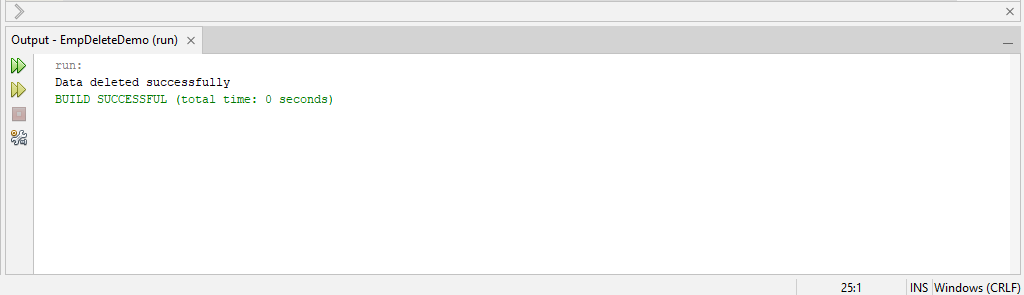 Output - EmpDeleteDemo (run)
run:
Data deleted successfully
BUILD SUCCESSFUL (total time: 0 seconds)
25:1 INS Windows (CRLF)